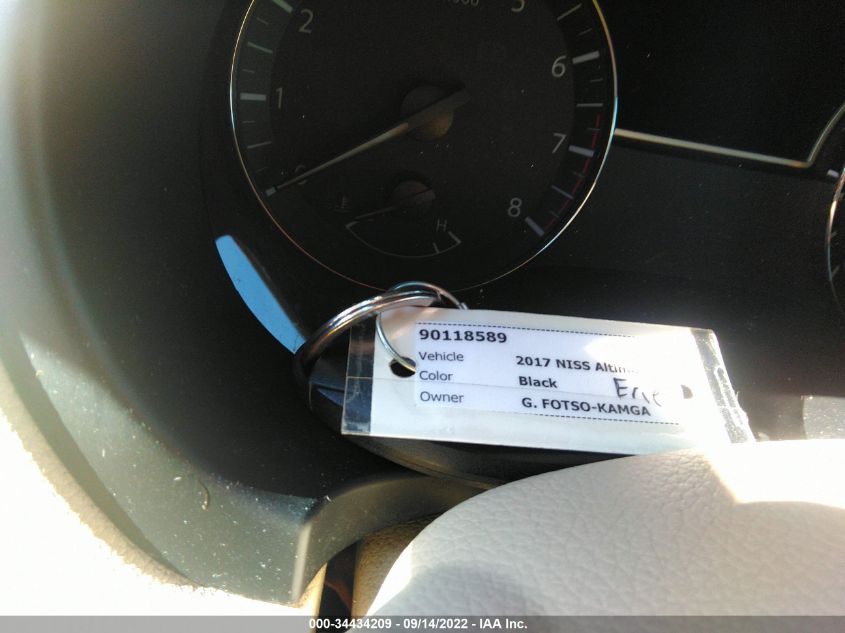 2
5
1
6
7
8
H
90118589
Vehicle 2017 NISS
Color Black
Owner G. FOTSO-KAMGA
000-34434209 - 09/14/2022 - IAA Inc.